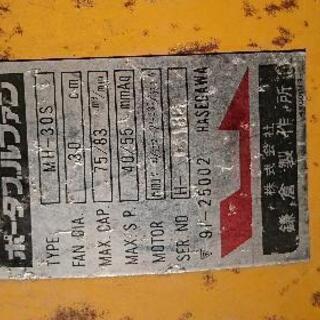 ポータブルファン
TYPE MH-30S
FAN DIA. 30 c.m
MAX. CAP. 75/83 m³/min
MAX. S.P. 40/55 mmAq
MOTOR
SER. NO H-
〒91-25002 HASEGAWA
株式会社
鎌倉製作所